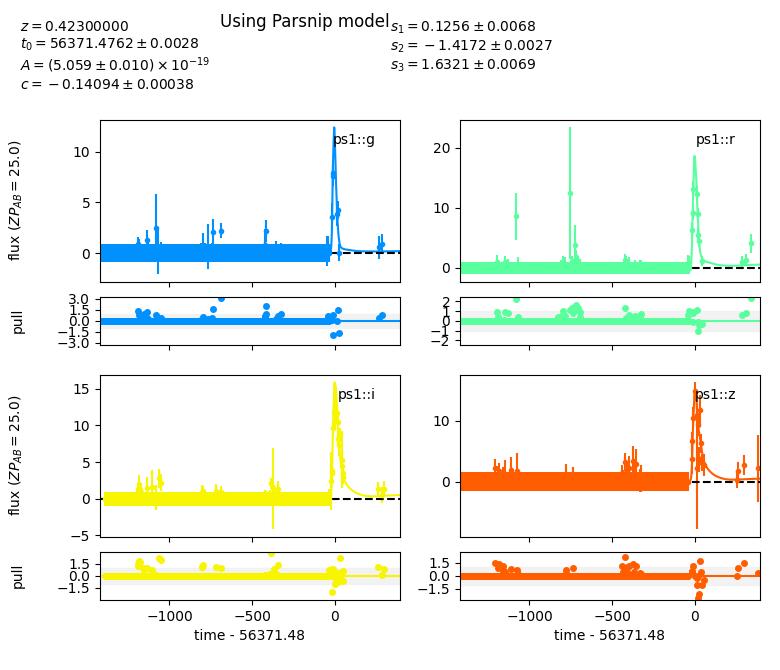 Using Parsnip model
z = 0.42300000
t₀ = 56371.4762 ± 0.0028
A = (5.059 ± 0.010) × 10⁻¹⁹
c = −0.14094 ± 0.00038
s₁ = 0.1256 ± 0.0068
s₂ = −1.4172 ± 0.0027
s₃ = 1.6321 ± 0.0069
flux (ZP_AB = 25.0)
10
5
0
ps1::g
20
10
0
ps1::r
pull
3.0
1.5
0.0
−1.5
−3.0
2
1
0
−1
−2
flux (ZP_AB = 25.0)
15
10
5
0
−5
ps1::i
10
0
ps1::z
pull
1.5
0.0
−1.5
1.5
0.0
−1.5
−1000
−500
0
−1000
−500
0
time - 56371.48
time - 56371.48